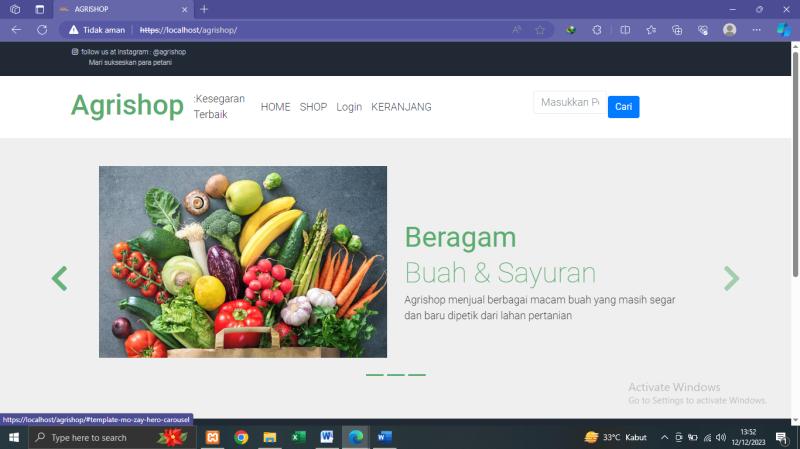 AGRISHOP
Tidak aman
https://localhost/agrishop/
follow us at instagram : @agrishop
Mari sukseskan para petani
Agrishop
:Kesegaran
Terbaik
HOME
SHOP
Login
KERANJANG
Masukkan
Cari
Beragam
Buah & Sayuran
Agrishop menjual berbagai macam buah yang masih segar
dan baru dipetik dari lahan pertanian
Activate Windows
Go to Settings to activate Windows.
https://localhost/agrishop/#template-mo-zay-hero-carousel
Type here to search
33°C Kabut
13:52
12/12/2023